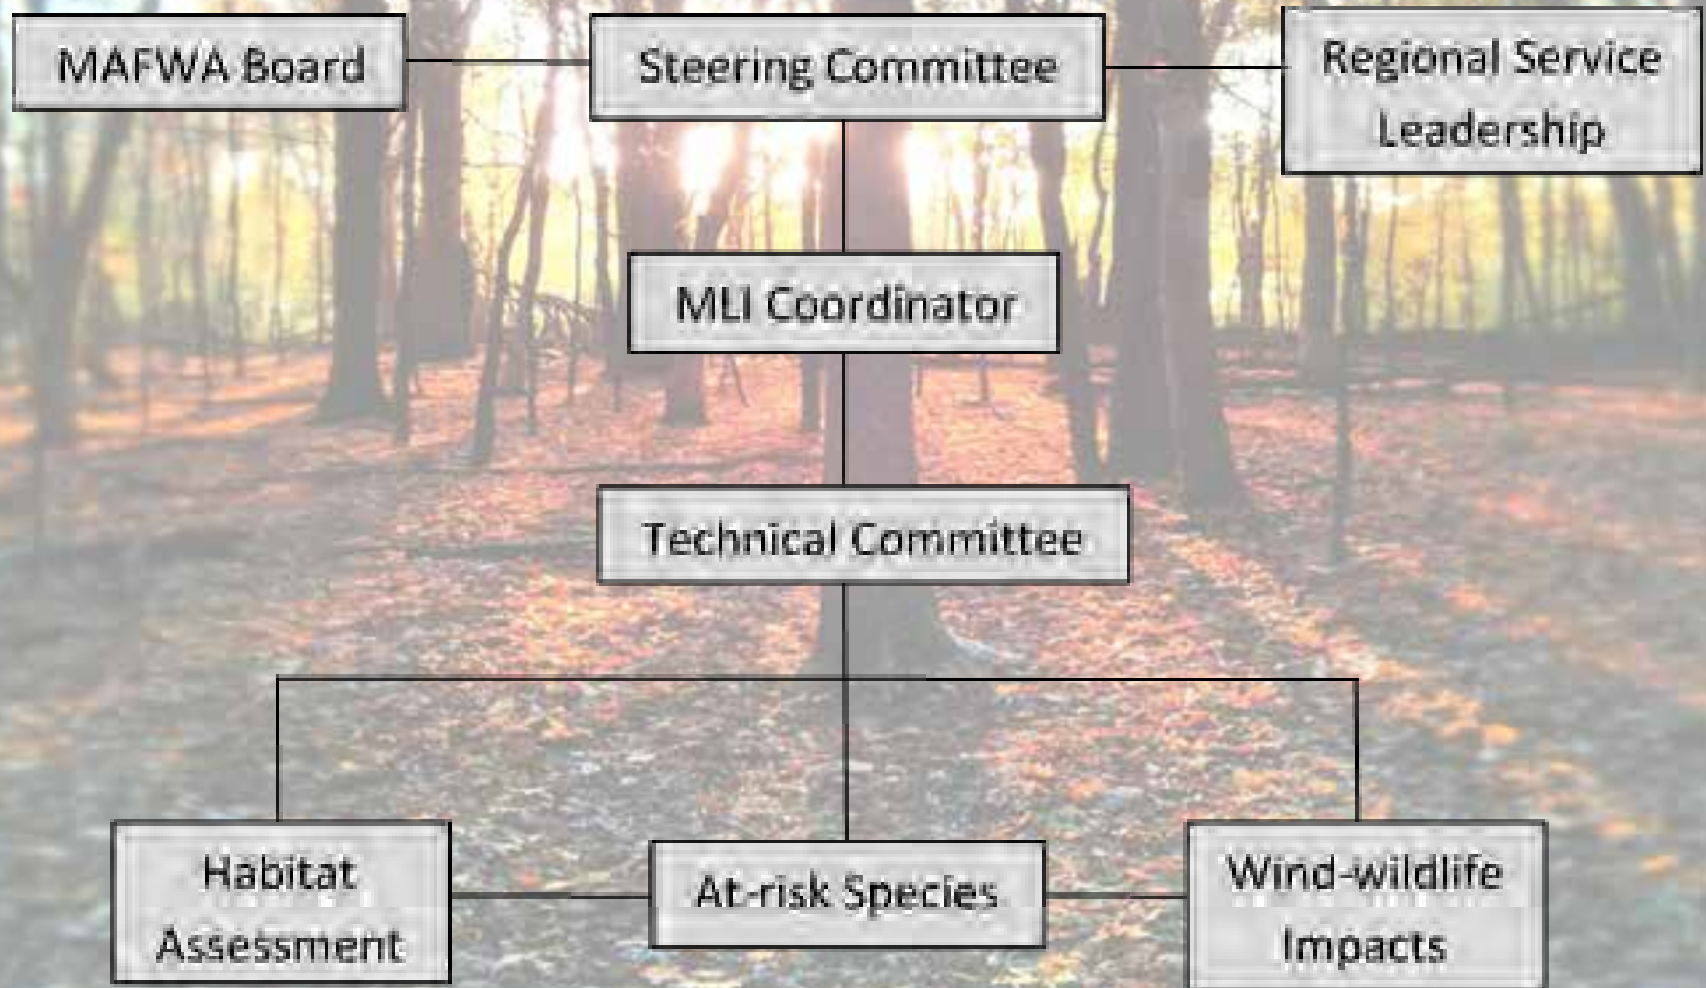 MAFWA Board
Steering Committee
Regional Service
Leadership
MLI Coordinator
Technical Committee
Habitat
Assessment
At-risk Species
Wind-wildlife
Impacts